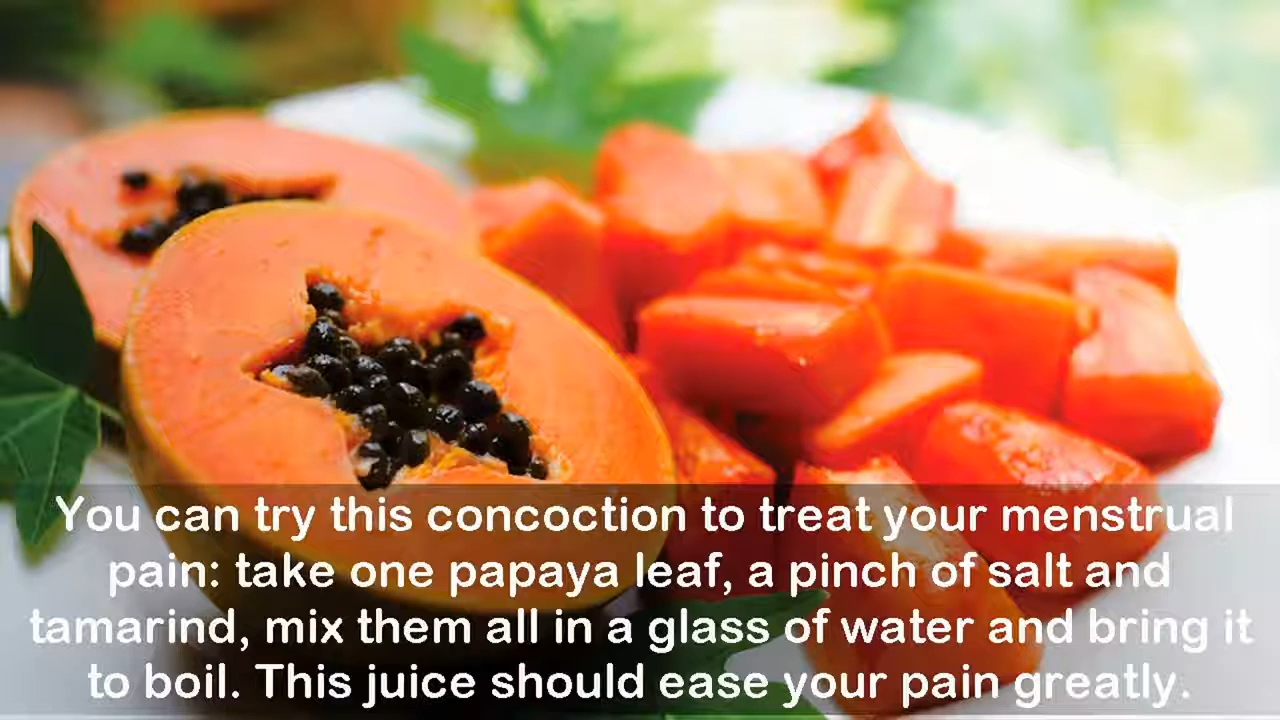 You can try this concoction to treat your menstrual
pain: take one papaya leaf, a pinch of salt and
tamarind, mix them all in a glass of water and bring it
to boil. This juice should ease your pain greatly.